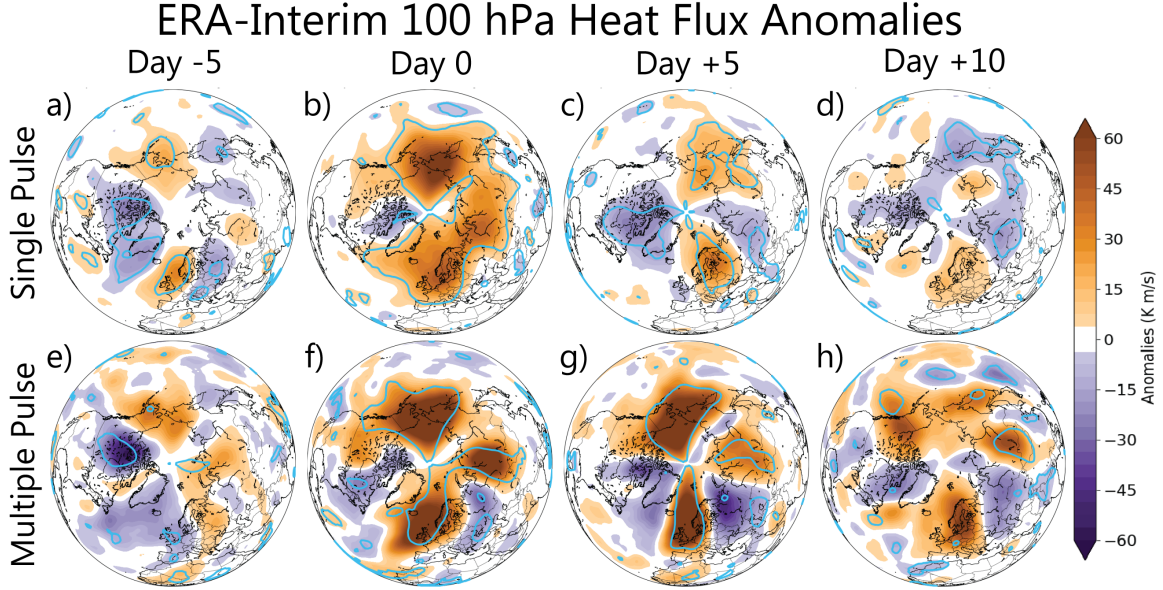 ERA-Interim 100 hPa Heat Flux Anomalies
Day -5
Day 0
Day +5
Day +10
Single Pulse
a)
b)
c)
d)
Multiple Pulse
e)
f)
g)
h)
60
45
30
15
0
−15
−30
−45
−60
Anomalies (K m/s)